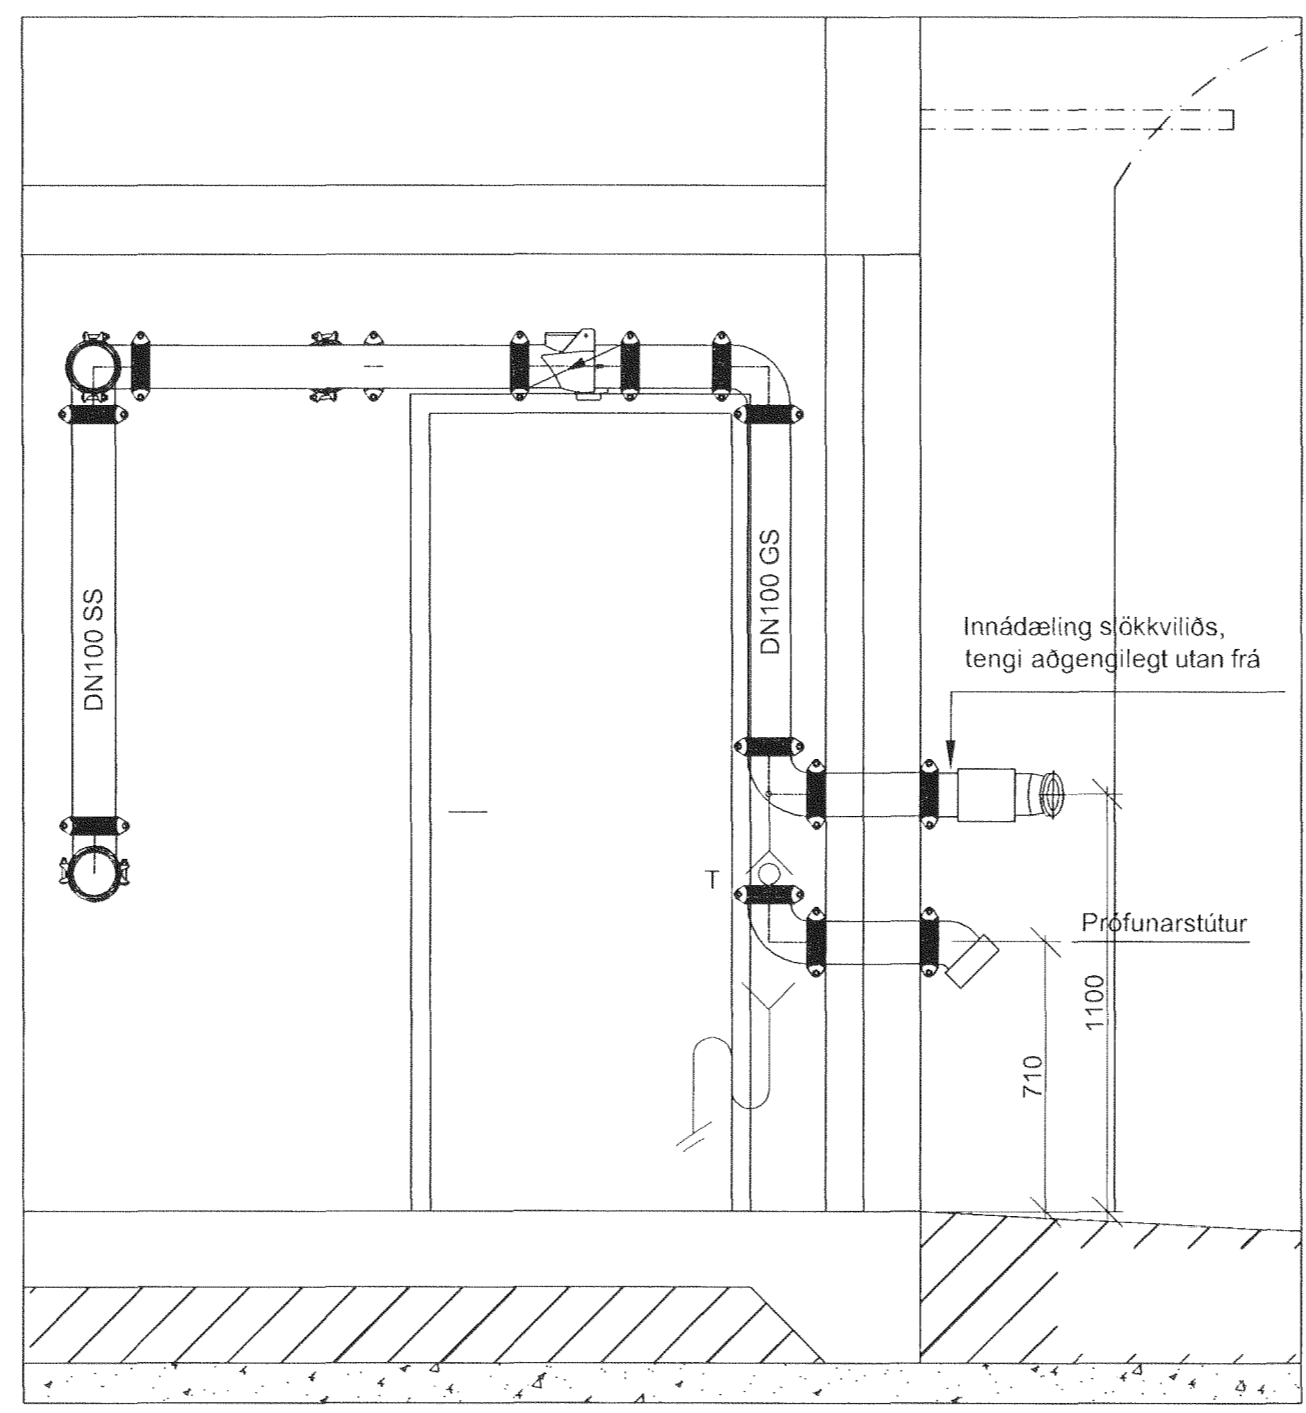 DN100 SS
DN100 GS
Innádæling slökkviliðs,
tengi aðgengilegt utan frá
T
Prófunarstútur
1100
710